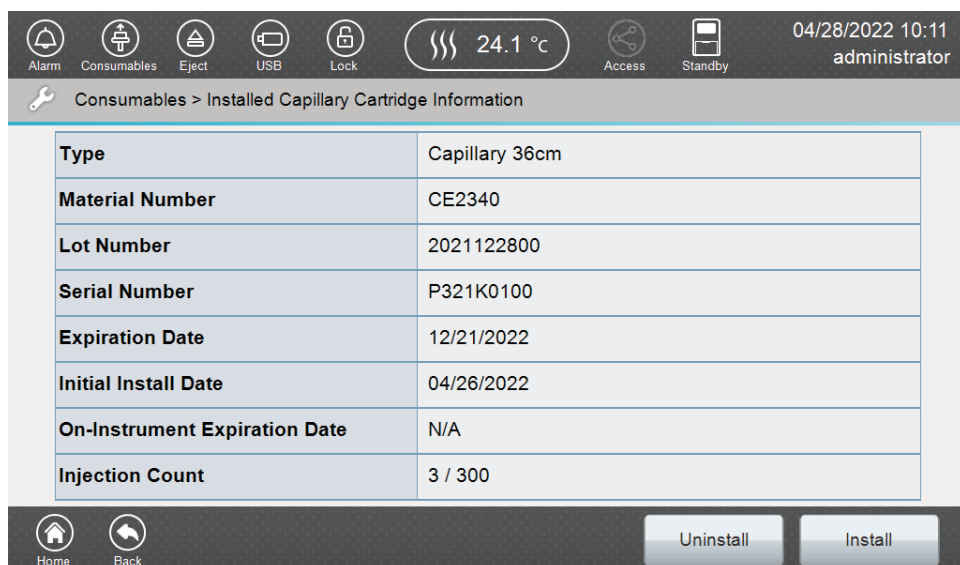 04/28/2022 10:11
24.1 °c
administrator
Alarm Consumables Eject USB Lock Access Standby
Consumables > Installed Capillary Cartridge Information
Type Capillary 36cm
Material Number CE2340
Lot Number 2021122800
Serial Number P321K0100
Expiration Date 12/21/2022
Initial Install Date 04/26/2022
On-Instrument Expiration Date N/A
Injection Count 3 / 300
Uninstall Install
Home Back